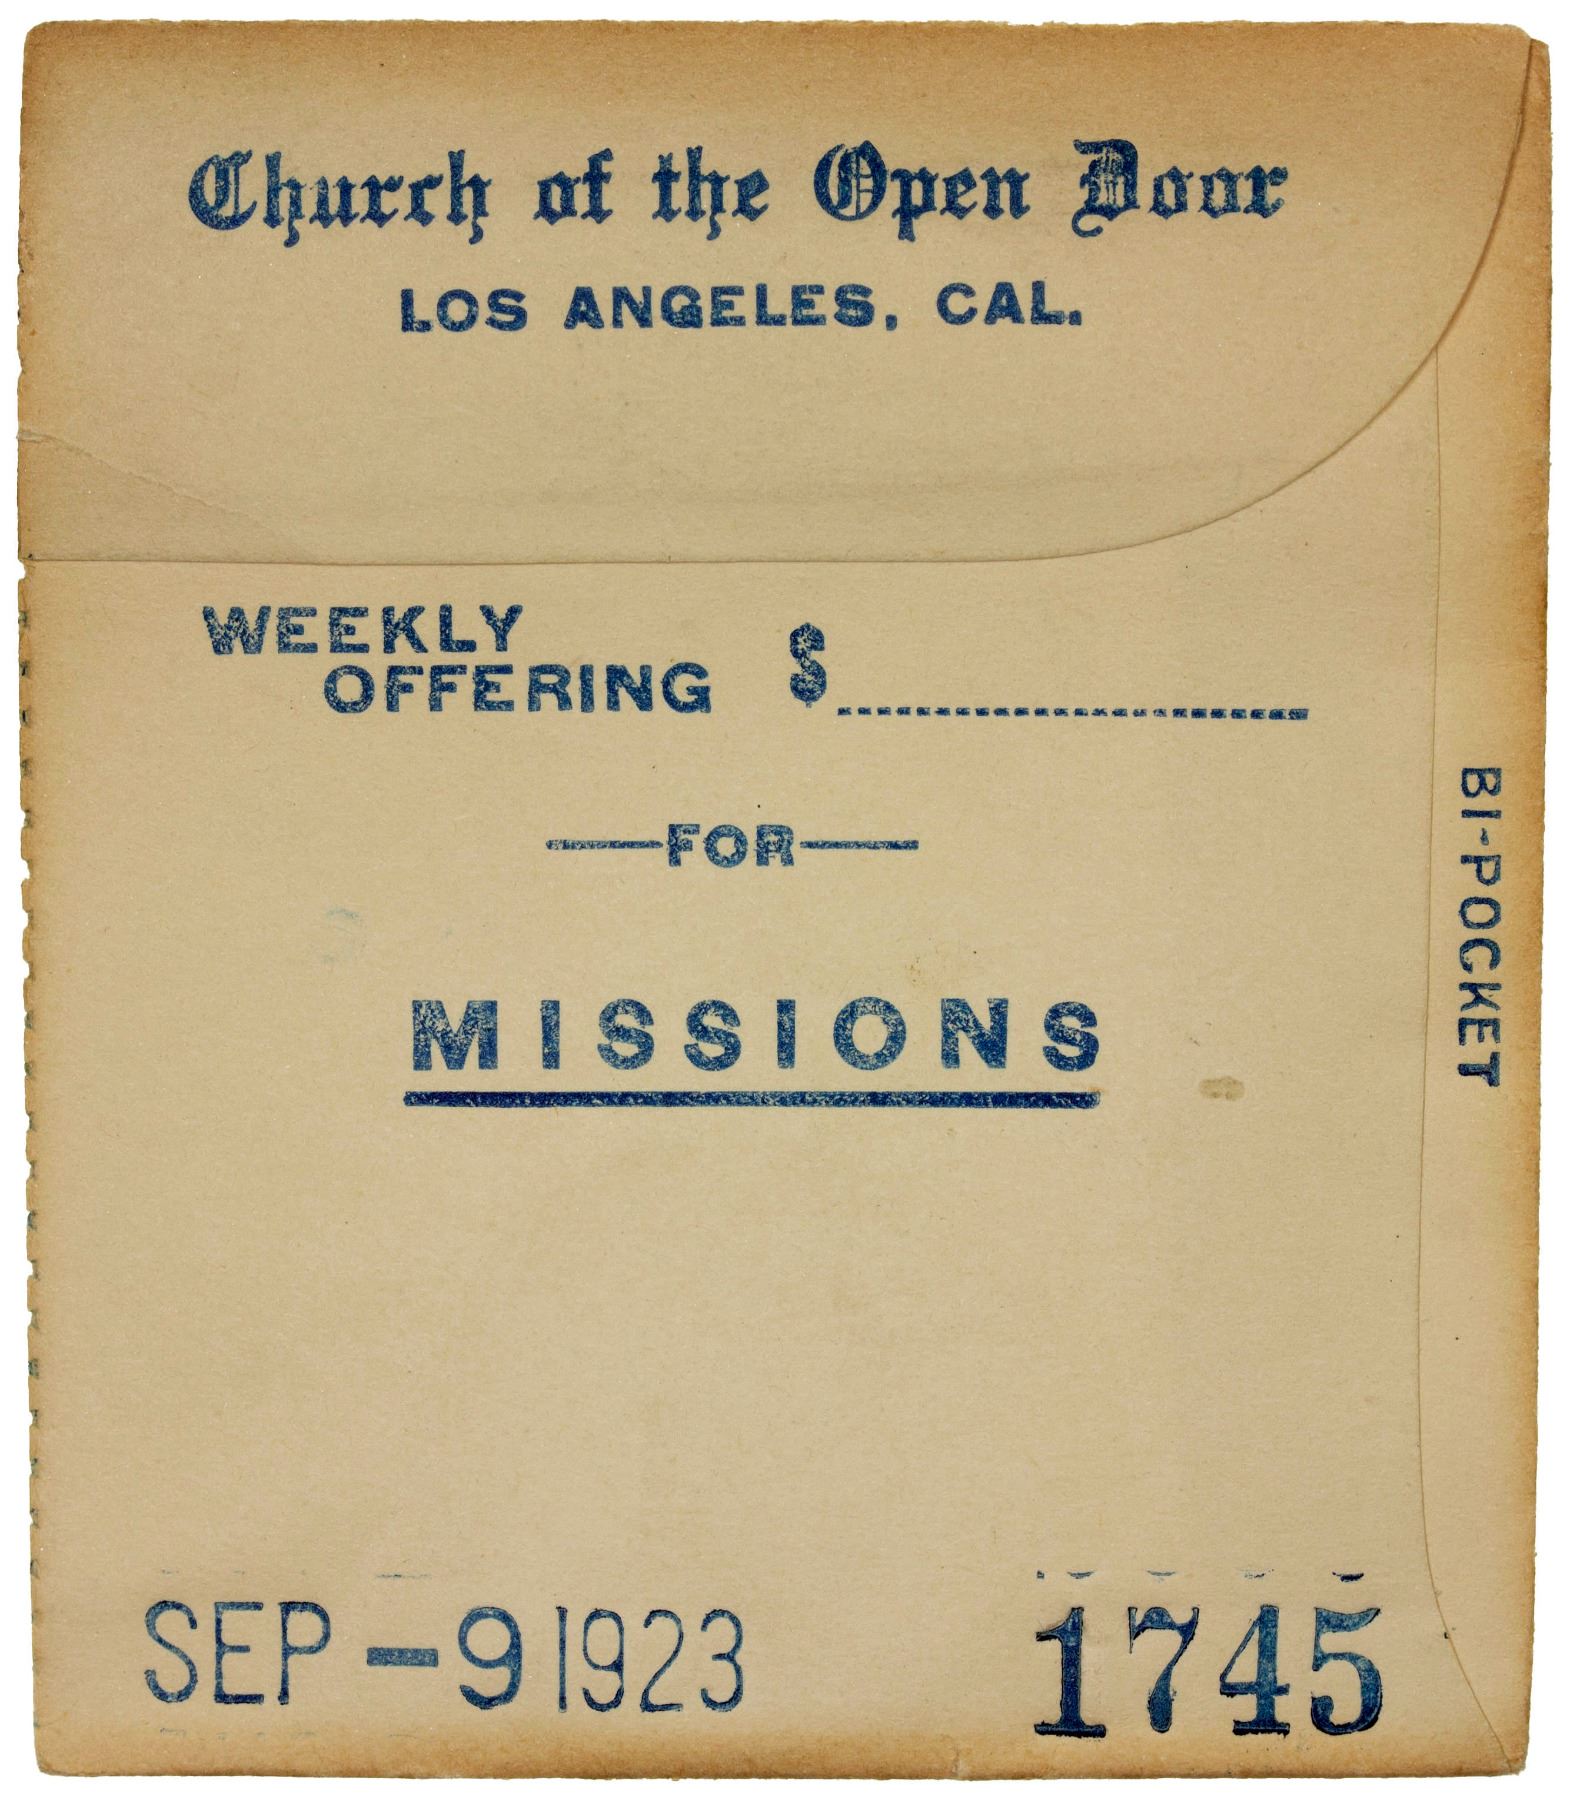 Church of the Open Door
LOS ANGELES, CAL.
WEEKLY
OFFERING $
FOR
MISSIONS
BI-POCKET
SEP -9 1923
1745